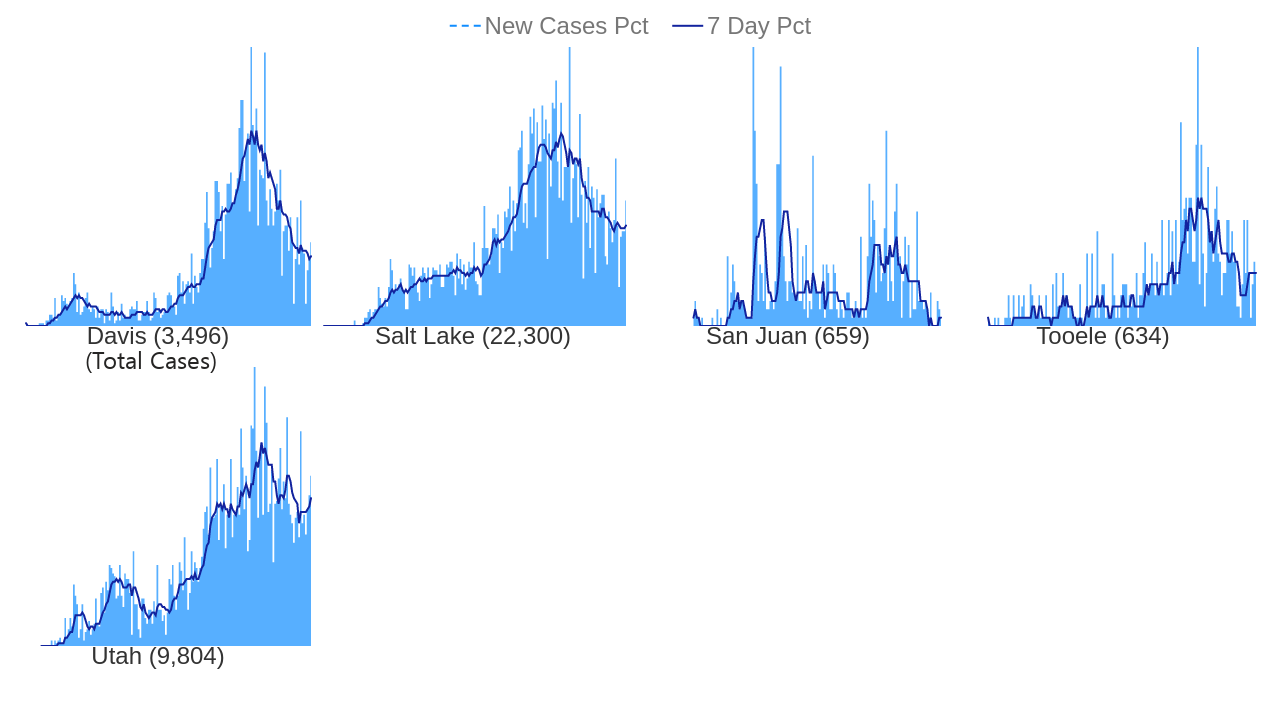 New Cases Pct 7 Day Pct
Davis (3,496)
(Total Cases)
Salt Lake (22,300)
San Juan (659)
Tooele (634)
Utah (9,804)